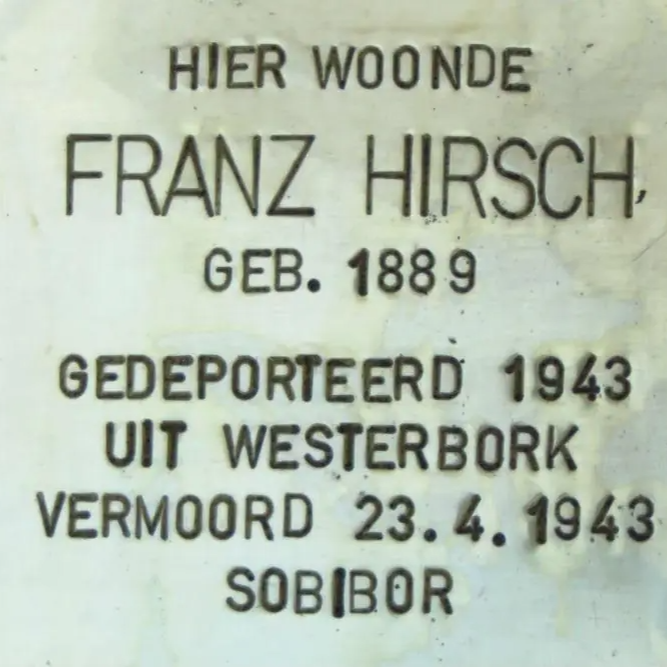 HIER WOONDE
FRANZ HIRSCH,
GEB. 1889
GEDEPORTEERD 1943
UIT WESTERBORK
VERMOORD 23.4.1943
SOBIBOR